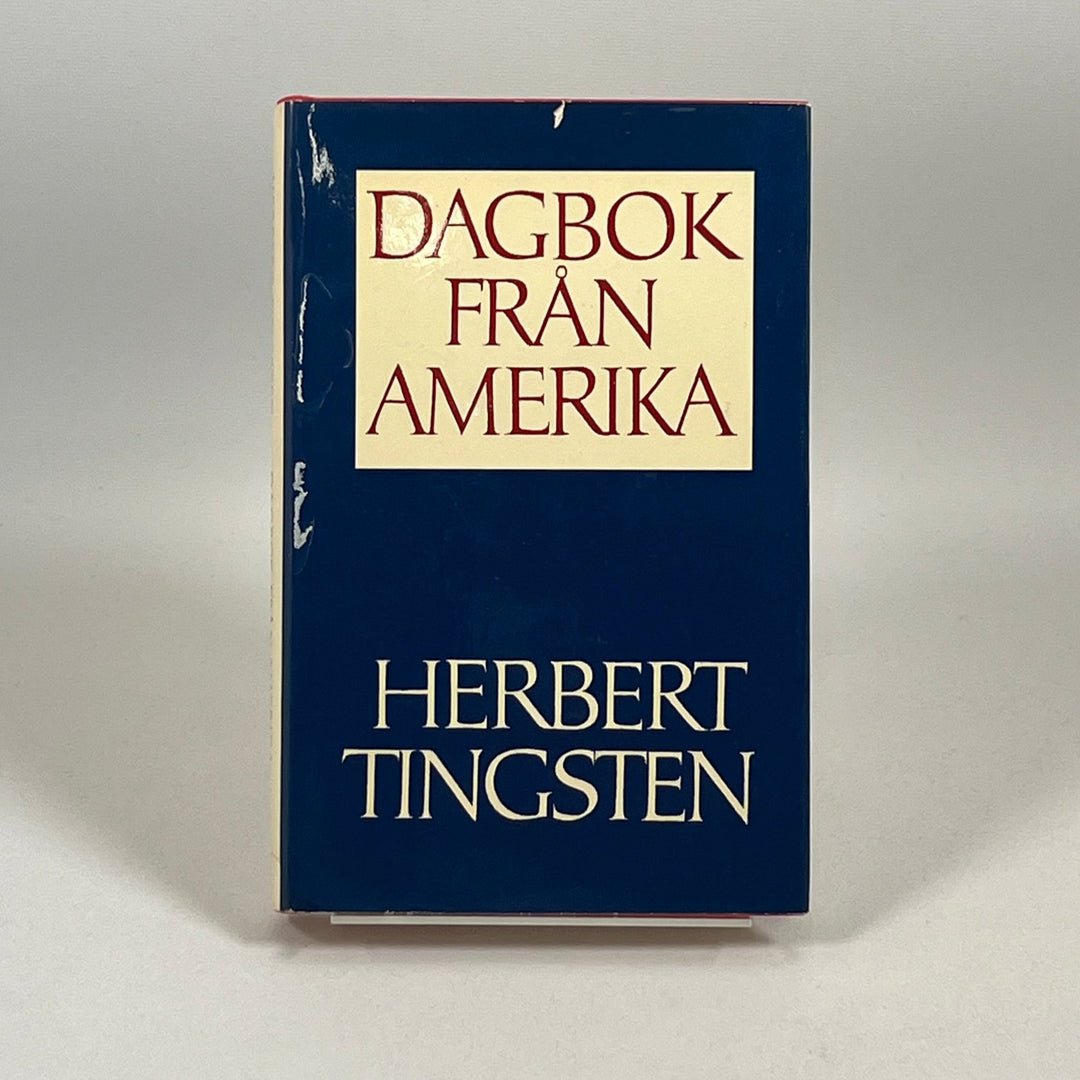 DAGBOK
FRÅN
AMERIKA
HERBERT
TINGSTEN